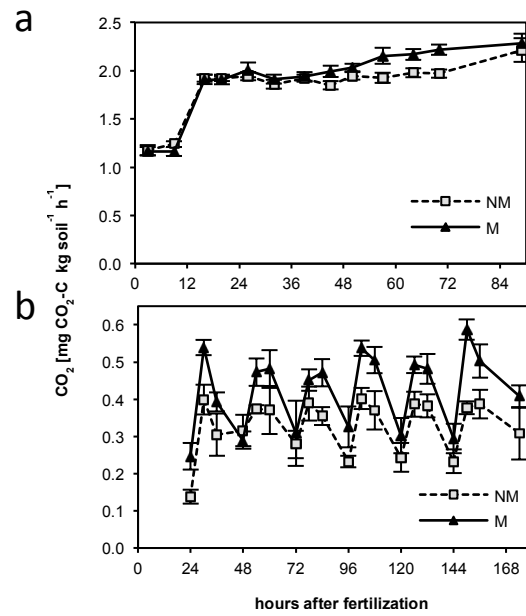 a
2.5
2.0
1.5
1.0
0.5
0.0
NM
M
0 12 24 36 48 60 72 84
CO2 [mg CO2-C kg soil-1 h-1]
b
0.6
0.5
0.4
0.3
0.2
0.1
0.0
NM
M
0 24 48 72 96 120 144 168
hours after fertilization